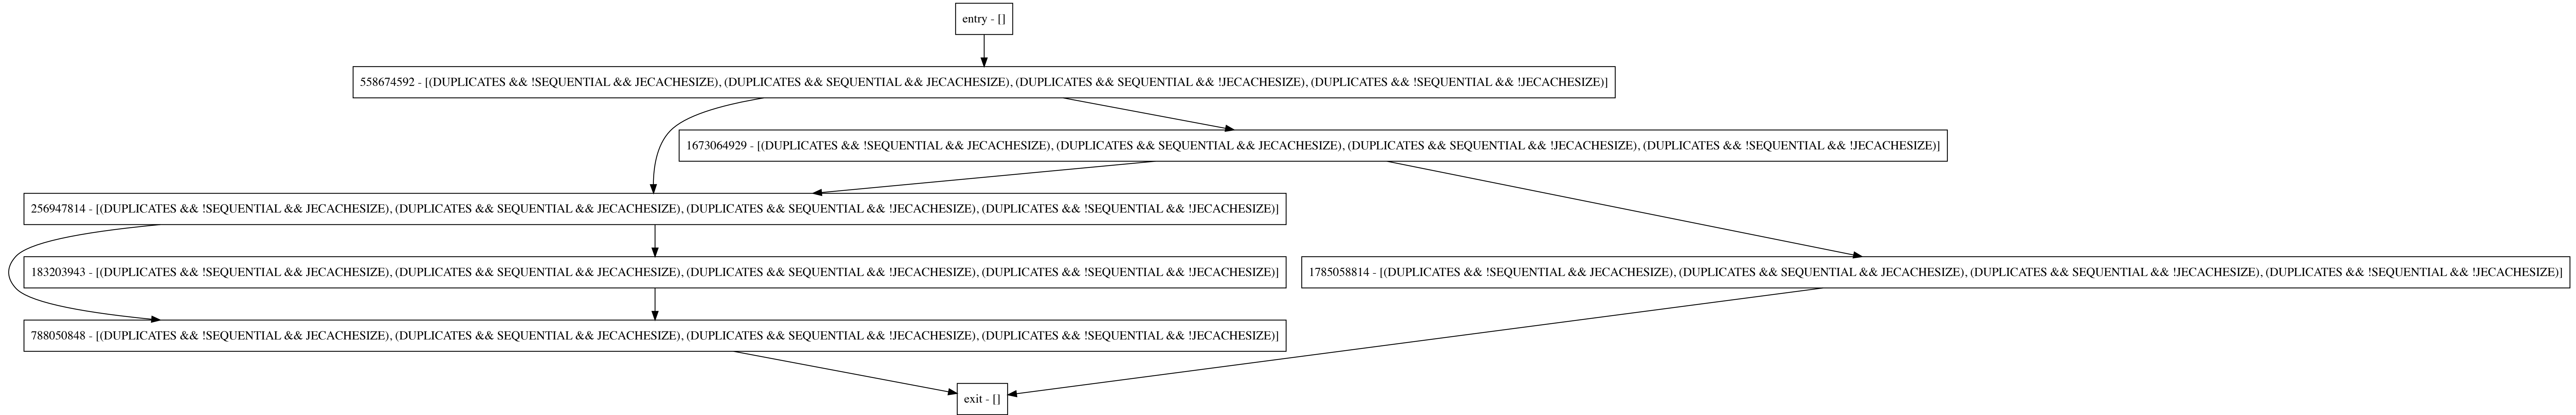 entry - []
558674592 - [(DUPLICATES && !SEQUENTIAL && JECACHESIZE), (DUPLICATES && SEQUENTIAL && JECACHESIZE), (DUPLICATES && SEQUENTIAL && !JECACHESIZE), (DUPLICATES && !SEQUENTIAL && !JECACHESIZE)]
1673064929 - [(DUPLICATES && !SEQUENTIAL && JECACHESIZE), (DUPLICATES && SEQUENTIAL && JECACHESIZE), (DUPLICATES && SEQUENTIAL && !JECACHESIZE), (DUPLICATES && !SEQUENTIAL && !JECACHESIZE)]
256947814 - [(DUPLICATES && !SEQUENTIAL && JECACHESIZE), (DUPLICATES && SEQUENTIAL && JECACHESIZE), (DUPLICATES && SEQUENTIAL && !JECACHESIZE), (DUPLICATES && !SEQUENTIAL && !JECACHESIZE)]
183203943 - [(DUPLICATES && !SEQUENTIAL && JECACHESIZE), (DUPLICATES && SEQUENTIAL && JECACHESIZE), (DUPLICATES && SEQUENTIAL && !JECACHESIZE), (DUPLICATES && !SEQUENTIAL && !JECACHESIZE)]
1785058814 - [(DUPLICATES && !SEQUENTIAL && JECACHESIZE), (DUPLICATES && SEQUENTIAL && JECACHESIZE), (DUPLICATES && SEQUENTIAL && !JECACHESIZE), (DUPLICATES && !SEQUENTIAL && !JECACHESIZE)]
788050848 - [(DUPLICATES && !SEQUENTIAL && JECACHESIZE), (DUPLICATES && SEQUENTIAL && JECACHESIZE), (DUPLICATES && SEQUENTIAL && !JECACHESIZE), (DUPLICATES && !SEQUENTIAL && !JECACHESIZE)]
exit - []